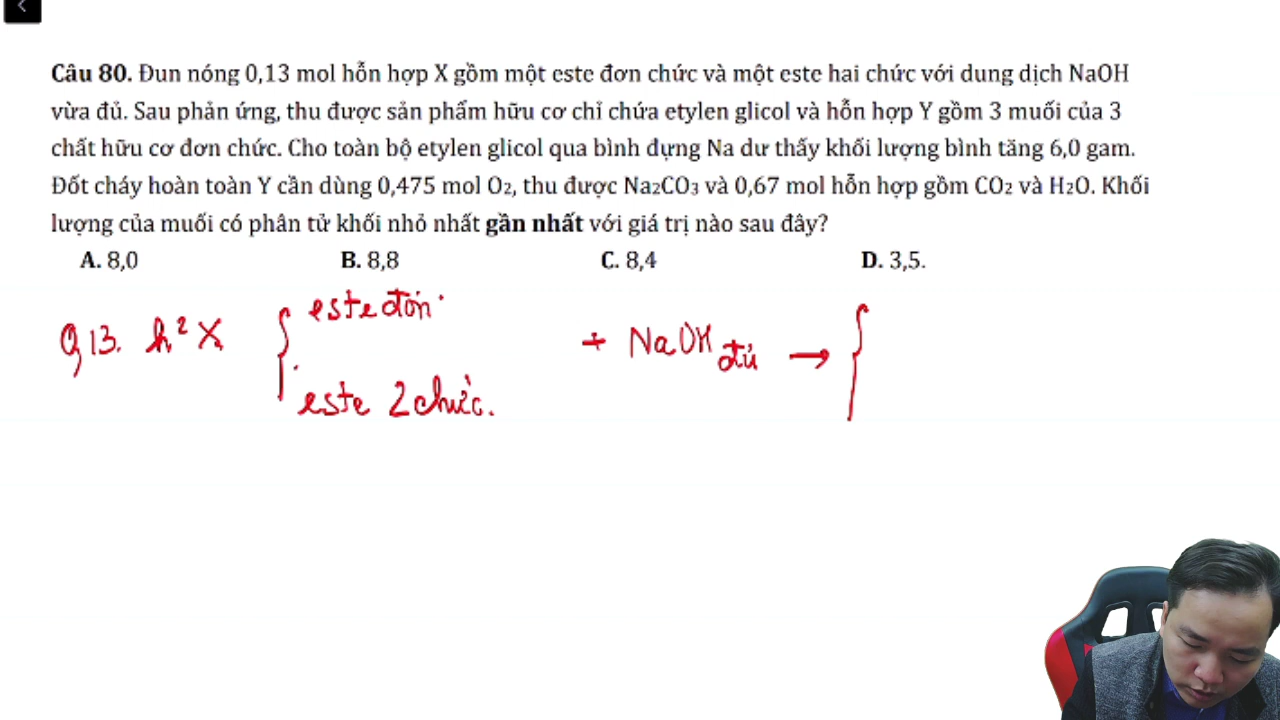 Câu 80. Đun nóng 0,13 mol hỗn hợp X gồm một este đơn chức và một este hai chức với dung dịch NaOH
vừa đủ. Sau phản ứng, thu được sản phẩm hữu cơ chỉ chứa etylen glicol và hỗn hợp Y gồm 3 muối của 3
chất hữu cơ đơn chức. Cho toàn bộ etylen glicol qua bình đựng Na dư thấy khối lượng bình tăng 6,0 gam.
Đốt cháy hoàn toàn Y cần dùng 0,475 mol O₂, thu được Na₂CO₃ và 0,67 mol hỗn hợp gồm CO₂ và H₂O. Khối
lượng của muối có phân tử khối nhỏ nhất gần nhất với giá trị nào sau đây?
A. 8,0 B. 8,8 C. 8,4 D. 3,5.
este đơn
0,13. h² X { + NaOH đủ → {
este 2 chức.